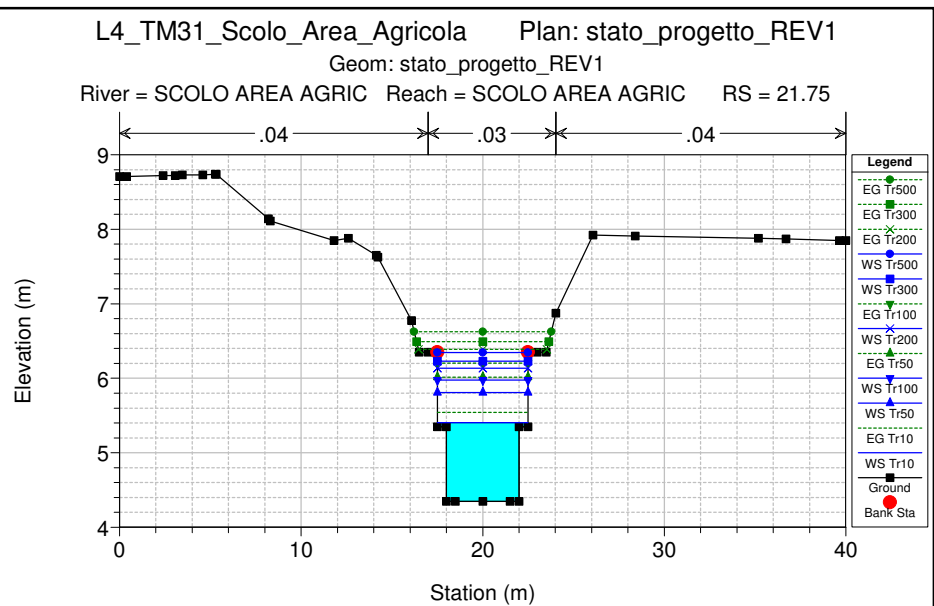 L4_TM31_Scolo_Area_Agricola Plan: stato_progetto_REV1
Geom: stato_progetto_REV1
River = SCOLO AREA AGRIC Reach = SCOLO AREA AGRIC RS = 21.75
.04 .03 .04
9
8
7
6
5
4
Elevation (m)
0 10 20 30 40
Station (m)
Legend
EG Tr500
EG Tr300
EG Tr200
WS Tr500
WS Tr300
EG Tr100
WS Tr200
EG Tr50
WS Tr100
WS Tr50
EG Tr10
WS Tr10
Ground
Bank Sta